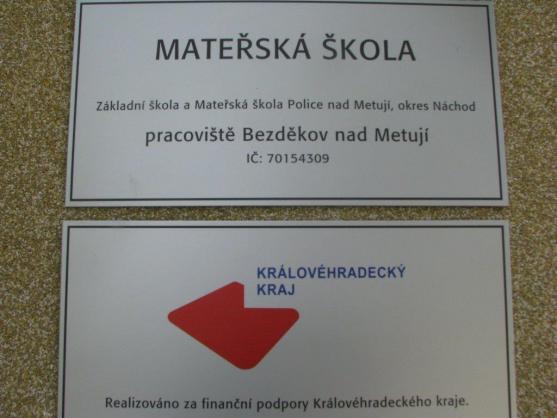 MATEŘSKÁ ŠKOLA
Základní škola a Mateřská škola Police nad Metují, okres Náchod
pracoviště Bezděkov nad Metují
IČ: 70154309
KRÁLOVÉHRADECKÝ
KRAJ
Realizováno za finanční podpory Královéhradeckého kraje.